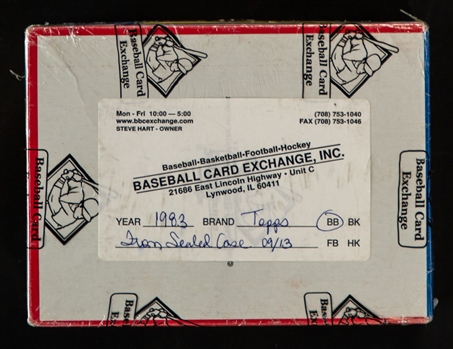 Baseball Card
Exchange
Baseball Card
Exchange
Mon - Fri 10:00 — 5:00
www.bbcexchange.com
STEVE HART - OWNER
(708) 753-1040
FAX (708) 753-1046
Baseball-Basketball-Football-Hockey
BASEBALL CARD EXCHANGE, INC.
21686 East Lincoln Highway - Unit C
Lynwood, IL 60411
YEAR 1983 BRAND Topps BB BK
From Sealed Case 09/13 FB HK
Baseball Card
Exchange
Baseball Card
Exchange